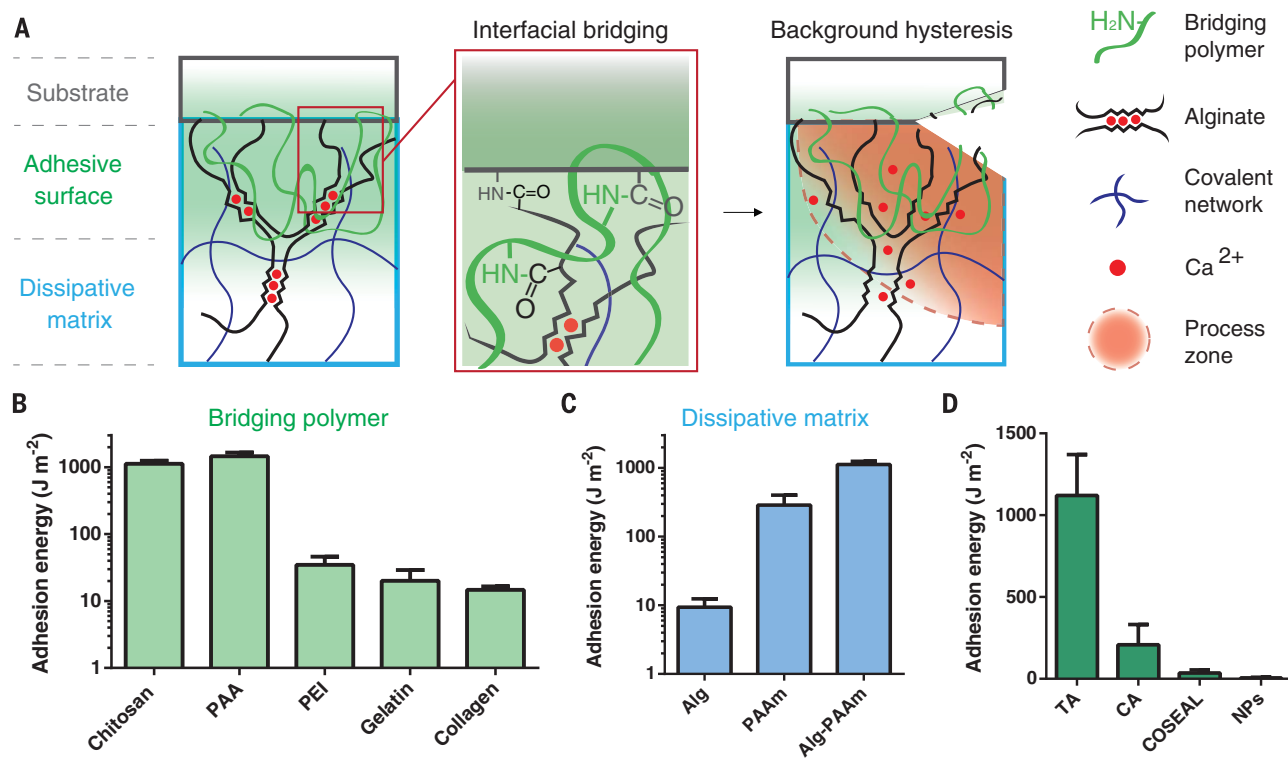 A
Substrate
Adhesive
surface
Dissipative
matrix
Interfacial bridging
HN-C=O
HN-C
O
HN-C
O
Background hysteresis
H₂N-
Bridging
polymer
Alginate
Covalent
network
Ca 2+
Process
zone
B
Bridging polymer
Adhesion energy (J m-2)
1000
100
10
1
Chitosan
PAA
PEI
Gelatin
Collagen
C
Dissipative matrix
Adhesion energy (J m-2)
1000
100
10
1
Alg
PAAm
Alg-PAAm
D
Adhesion energy (J m-2)
1500
1000
500
0
TA
CA
COSEAL
NPs